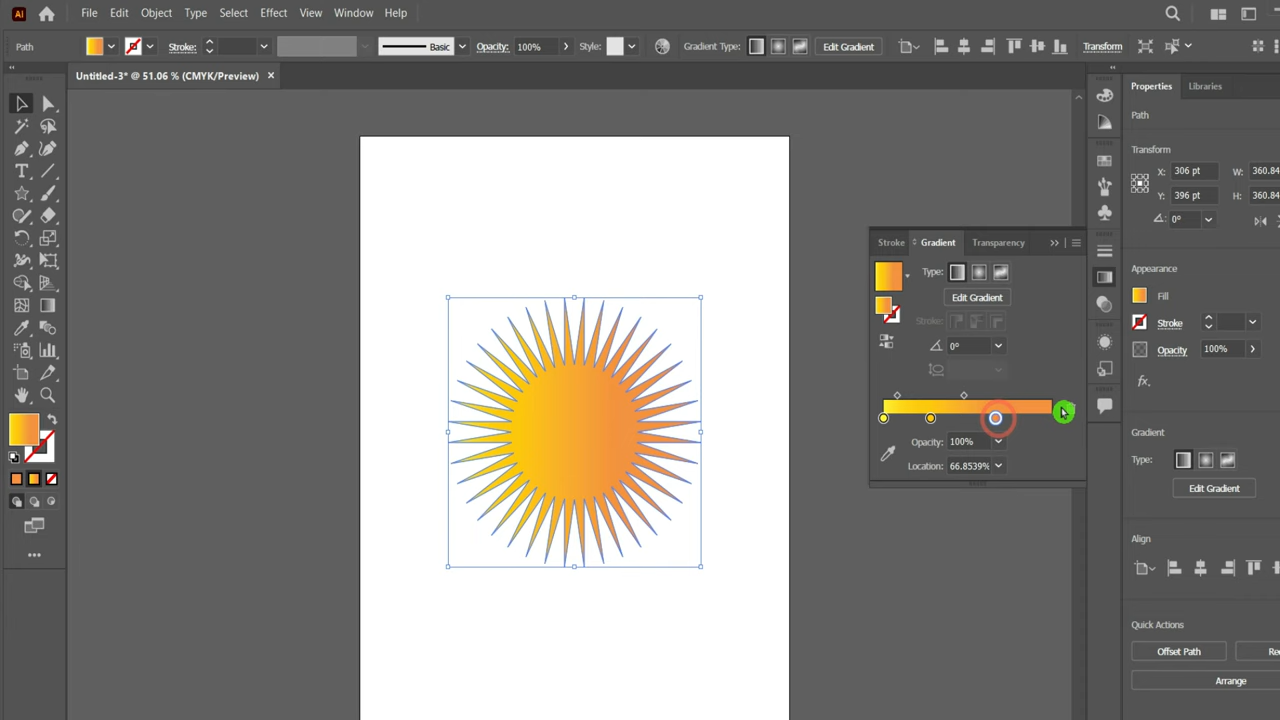 Ai File Edit Object Type Select Effect View Window Help
Path Stroke: Basic Opacity: 100% Style: Gradient Type: Edit Gradient Transform
Untitled-3* @ 51.06 % (CMYK/Preview) ×
Properties Libraries
Path
Transform
X: 306 pt W: 360.84
Y: 396 pt H: 360.84
0°
Stroke Gradient Transparency
Type:
Edit Gradient
Stroke:
0°
Opacity: 100%
Location: 66.8539%
Appearance
Fill
Stroke
Opacity 100%
fx.
Gradient
Type:
Edit Gradient
Align
Quick Actions
Offset Path Rec
Arrange